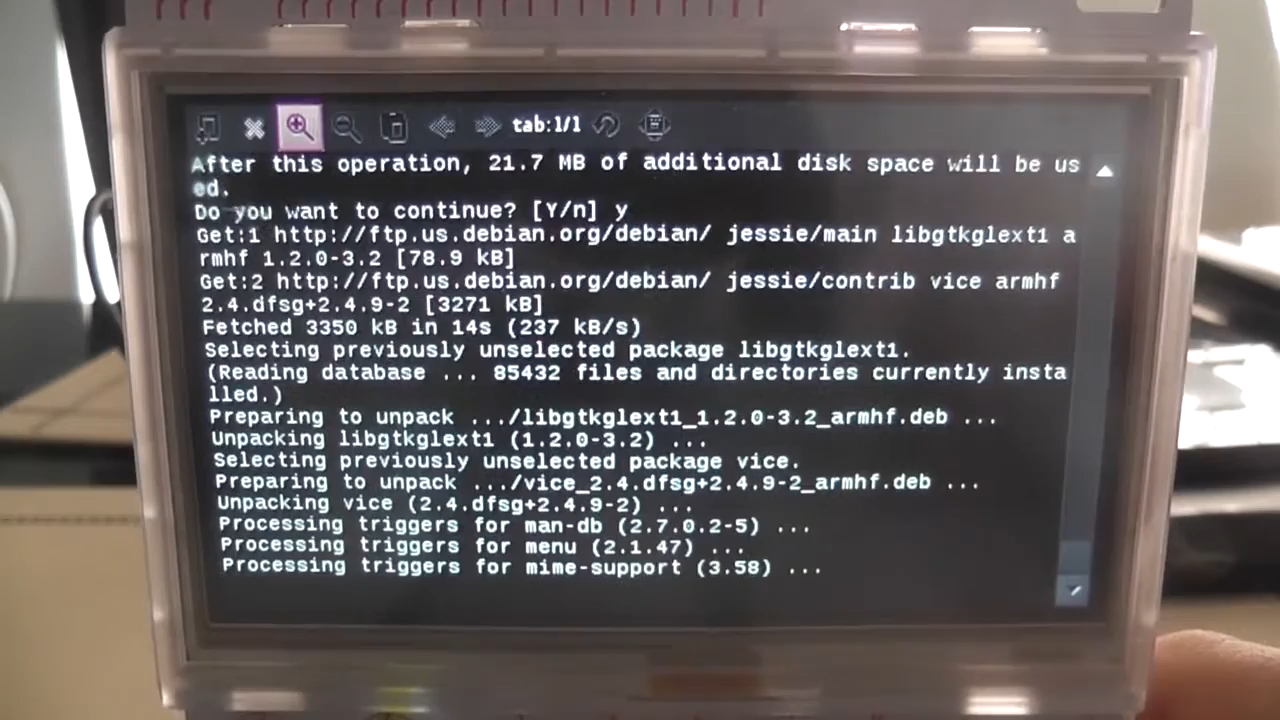 tab:1/1
After this operation, 21.7 MB of additional disk space will be us
ed.
Do you want to continue? [Y/n] y
Get:1 http://ftp.us.debian.org/debian/ jessie/main libgtkglext1 a
rmhf 1.2.0-3.2 [78.9 kB]
Get:2 http://ftp.us.debian.org/debian/ jessie/contrib vice armhf
2.4.dfsg+2.4.9-2 [3271 kB]
Fetched 3350 kB in 14s (237 kB/s)
Selecting previously unselected package libgtkglext1.
(Reading database ... 85432 files and directories currently insta
lled.)
Preparing to unpack .../libgtkglext1_1.2.0-3.2_armhf.deb ...
Unpacking libgtkglext1 (1.2.0-3.2) ...
Selecting previously unselected package vice.
Preparing to unpack .../vice_2.4.dfsg+2.4.9-2_armhf.deb ...
Unpacking vice (2.4.dfsg+2.4.9-2) ...
Processing triggers for man-db (2.7.0.2-5) ...
Processing triggers for menu (2.1.47) ...
Processing triggers for mime-support (3.58) ...